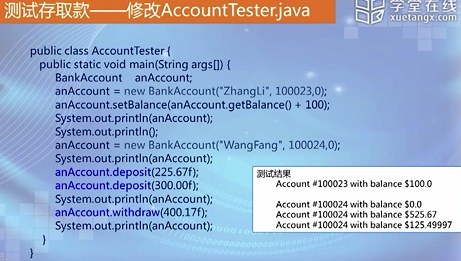 测试存取款——修改AccountTester.java
学堂在线
xuetangx.com
public class AccountTester {
public static void main(String args[]) {
BankAccount anAccount;
anAccount = new BankAccount("ZhangLi", 100023,0);
anAccount.setBalance(anAccount.getBalance() + 100);
System.out.println(anAccount);
System.out.println();
anAccount = new BankAccount("WangFang", 100024,0);
System.out.println(anAccount);
anAccount.deposit(225.67f);
anAccount.deposit(300.00f);
System.out.println(anAccount);
anAccount.withdraw(400.17f);
System.out.println(anAccount);
}
}
测试结果
Account #100023 with balance $100.0
Account #100024 with balance $0.0
Account #100024 with balance $525.67
Account #100024 with balance $125.49997